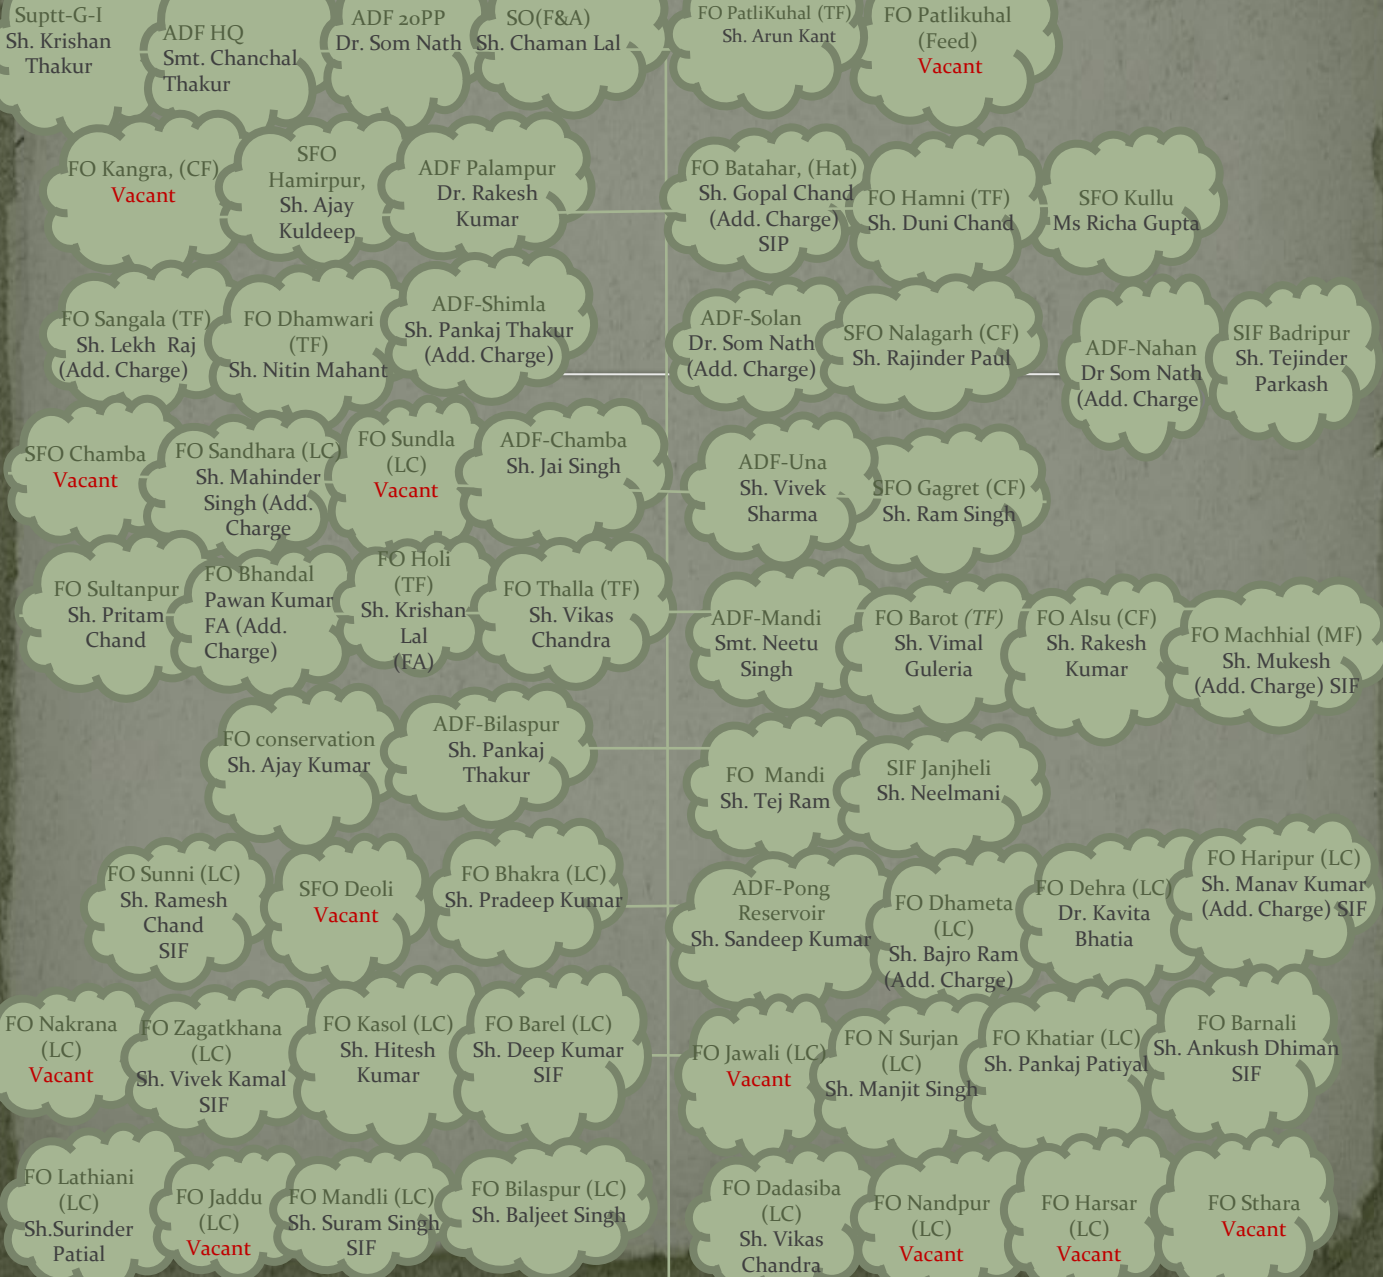 Suptt-G-I
Sh. Krishan
Thakur
ADF HQ
Smt. Chanchal
Thakur
ADF 20PP
Dr. Som Nath
SO(F&A)
Sh. Chaman Lal
FO PatliKuhal (TF)
Sh. Arun Kant
FO Patlikuhal
(Feed)
Vacant
FO Kangra, (CF)
Vacant
SFO
Hamirpur,
Sh. Ajay
Kuldeep
ADF Palampur
Dr. Rakesh
Kumar
FO Batahar, (Hat)
Sh. Gopal Chand
(Add. Charge)
SIP
FO Hamni (TF)
Sh. Duni Chand
SFO Kullu
Ms Richa Gupta
FO Sangala (TF)
Sh. Lekh Raj
(Add. Charge)
FO Dhamwari
(TF)
Sh. Nitin Mahant
ADF-Shimla
Sh. Pankaj Thakur
(Add. Charge)
ADF-Solan
Dr. Som Nath
(Add. Charge)
SFO Nalagarh (CF)
Sh. Rajinder Paul
ADF-Nahan
Dr Som Nath
(Add. Charge
SIF Badripur
Sh. Tejinder
Parkash
SFO Chamba
Vacant
FO Sandhara (LC)
Sh. Mahinder
Singh (Add.
Charge
FO Sundla
(LC)
Vacant
ADF-Chamba
Sh. Jai Singh
ADF-Una
Sh. Vivek
Sharma
SFO Gagret (CF)
Sh. Ram Singh
FO Sultanpur
Sh. Pritam
Chand
FO Bhandal
Pawan Kumar
FA (Add.
Charge)
FO Holi
(TF)
Sh. Krishan
Lal
(FA)
FO Thalla (TF)
Sh. Vikas
Chandra
ADF-Mandi
Smt. Neetu
Singh
FO Barot (TF)
Sh. Vimal
Guleria
FO Alsu (CF)
Sh. Rakesh
Kumar
FO Machhial (MF)
Sh. Mukesh
(Add. Charge) SIF
FO conservation
Sh. Ajay Kumar
ADF-Bilaspur
Sh. Pankaj
Thakur
FO Mandi
Sh. Tej Ram
SIF Janjheli
Sh. Neelmani
FO Sunni (LC)
Sh. Ramesh
Chand
SIF
SFO Deoli
Vacant
FO Bhakra (LC)
Sh. Pradeep Kumar
ADF-Pong
Reservoir
Sh. Sandeep Kumar
FO Dhameta
(LC)
Sh. Bajro Ram
(Add. Charge)
FO Dehra (LC)
Dr. Kavita
Bhatia
FO Haripur (LC)
Sh. Manav Kumar
(Add. Charge) SIF
FO Nakrana
(LC)
Vacant
FO Zagatkhana
(LC)
Sh. Vivek Kamal
SIF
FO Kasol (LC)
Sh. Hitesh
Kumar
FO Barel (LC)
Sh. Deep Kumar
SIF
FO Jawali (LC)
Vacant
FO N Surjan
(LC)
Sh. Manjit Singh
FO Khatiar (LC)
Sh. Pankaj Patiyal
FO Barnali
Sh. Ankush Dhiman
SIF
FO Lathiani
(LC)
Sh.Surinder
Patial
FO Jaddu
(LC)
Vacant
FO Mandli (LC)
Sh. Suram Singh
SIF
FO Bilaspur (LC)
Sh. Baljeet Singh
FO Dadasiba
(LC)
Sh. Vikas
Chandra
FO Nandpur
(LC)
Vacant
FO Harsar
(LC)
Vacant
FO Sthara
Vacant